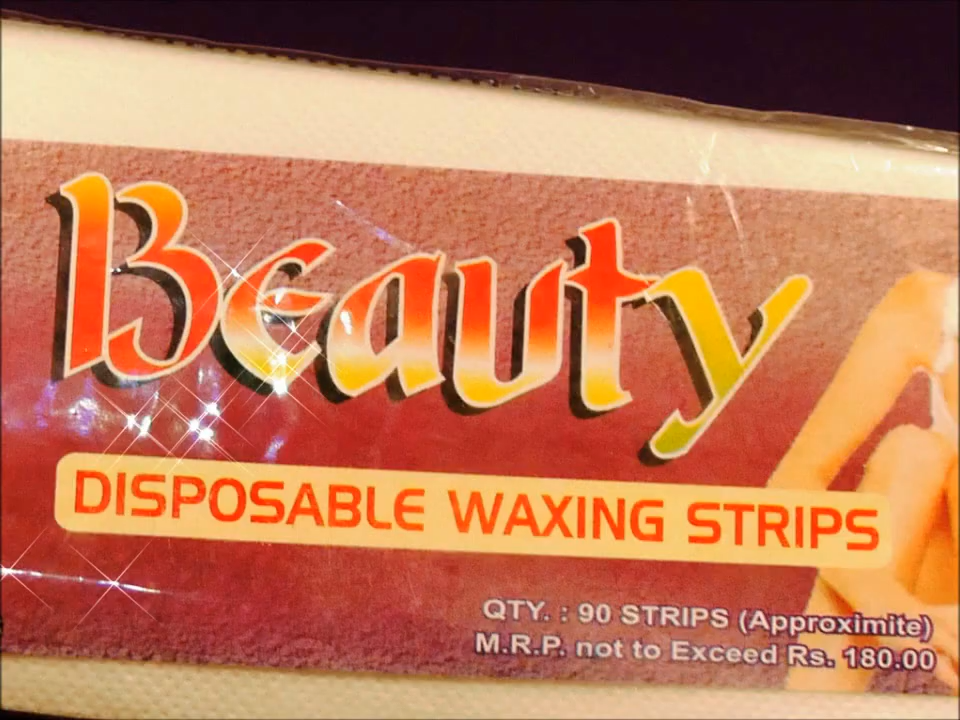 Beauty
DISPOSABLE WAXING STRIPS
QTY. : 90 STRIPS (Approximite)
M.R.P. not to Exceed Rs. 180.00